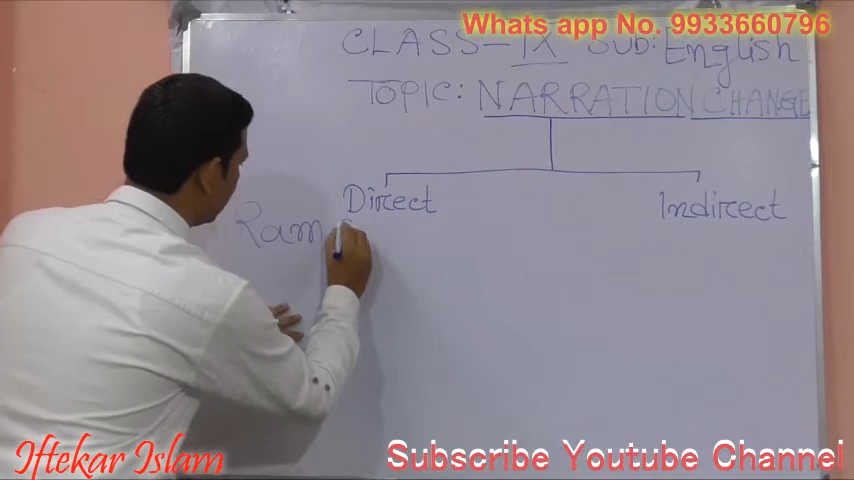 Whats app No. 9933660796
CLASS - IX SUB: English
TOPIC: NARRATION CHANGE
Direct Indirect
Ram
Iftekar Islam
Subscribe Youtube Channel